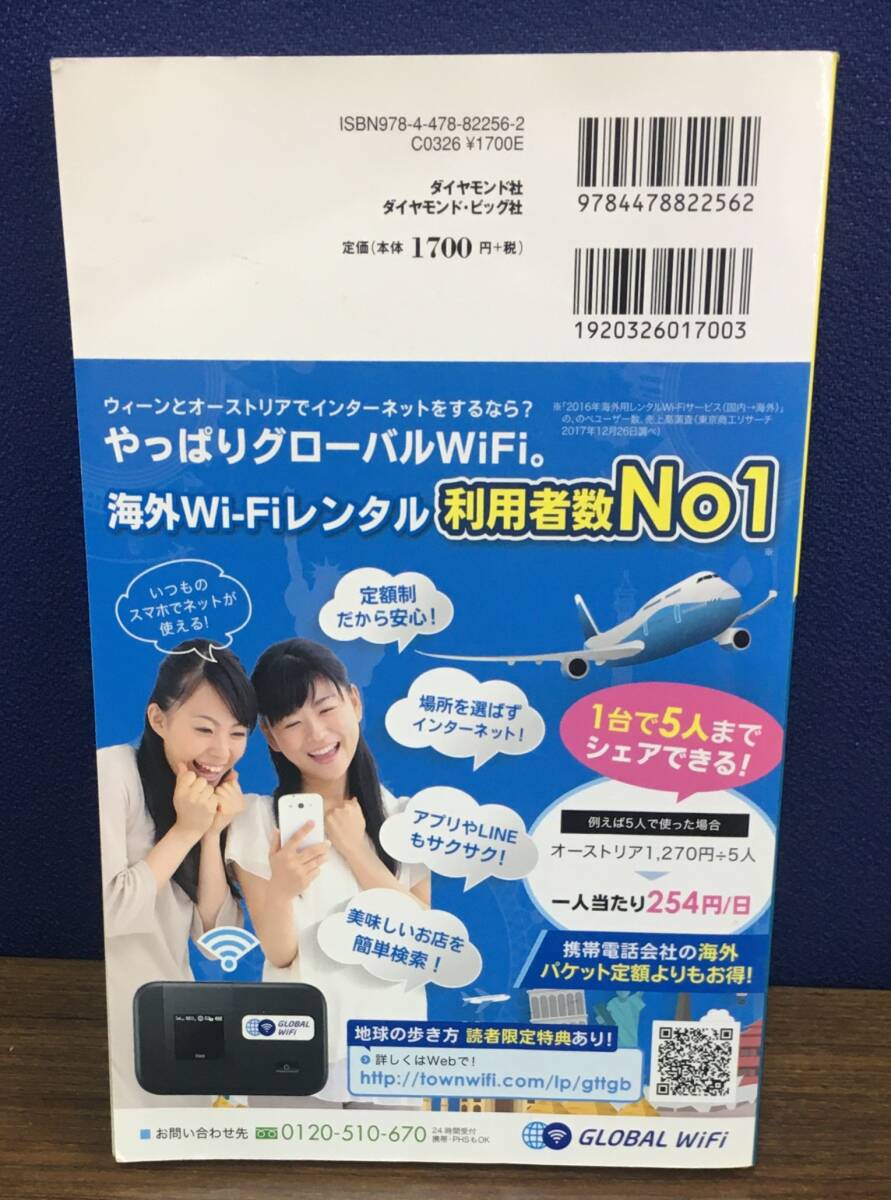 ISBN978-4-478-82256-2
C0326 ¥1700E
ダイヤモンド社
ダイヤモンド・ビッグ社
定価(本体 1700 円+税)
9784478822562
1920326017003
ウィーンとオーストリアでインターネットをするなら?
やっぱりグローバルWiFi。
※「2016年海外用レンタルWi-Fiサービス(国内→海外)」
の、のべユーザー数、売上高調査(東京商工リサーチ
2017年12月26日調べ)
海外Wi-Fiレンタル 利用者数No1
※
いつもの
スマホでネットが
使える!
定額制
だから安心!
場所を選ばず
インターネット!
アプリやLINE
もサクサク!
美味しいお店を
簡単検索!
1台で5人まで
シェアできる!
例えば5人で使った場合
オーストリア1,270円÷5人
一人当たり254円/日
携帯電話会社の海外
パケット定額よりもお得!
GLOBAL WiFi
地球の歩き方 読者限定特典あり!
詳しくはWebで!
http://townwifi.com/lp/gttgb
お問い合わせ先 0120-510-670 24時間受付
携帯・PHSもOK
GLOBAL WiFi